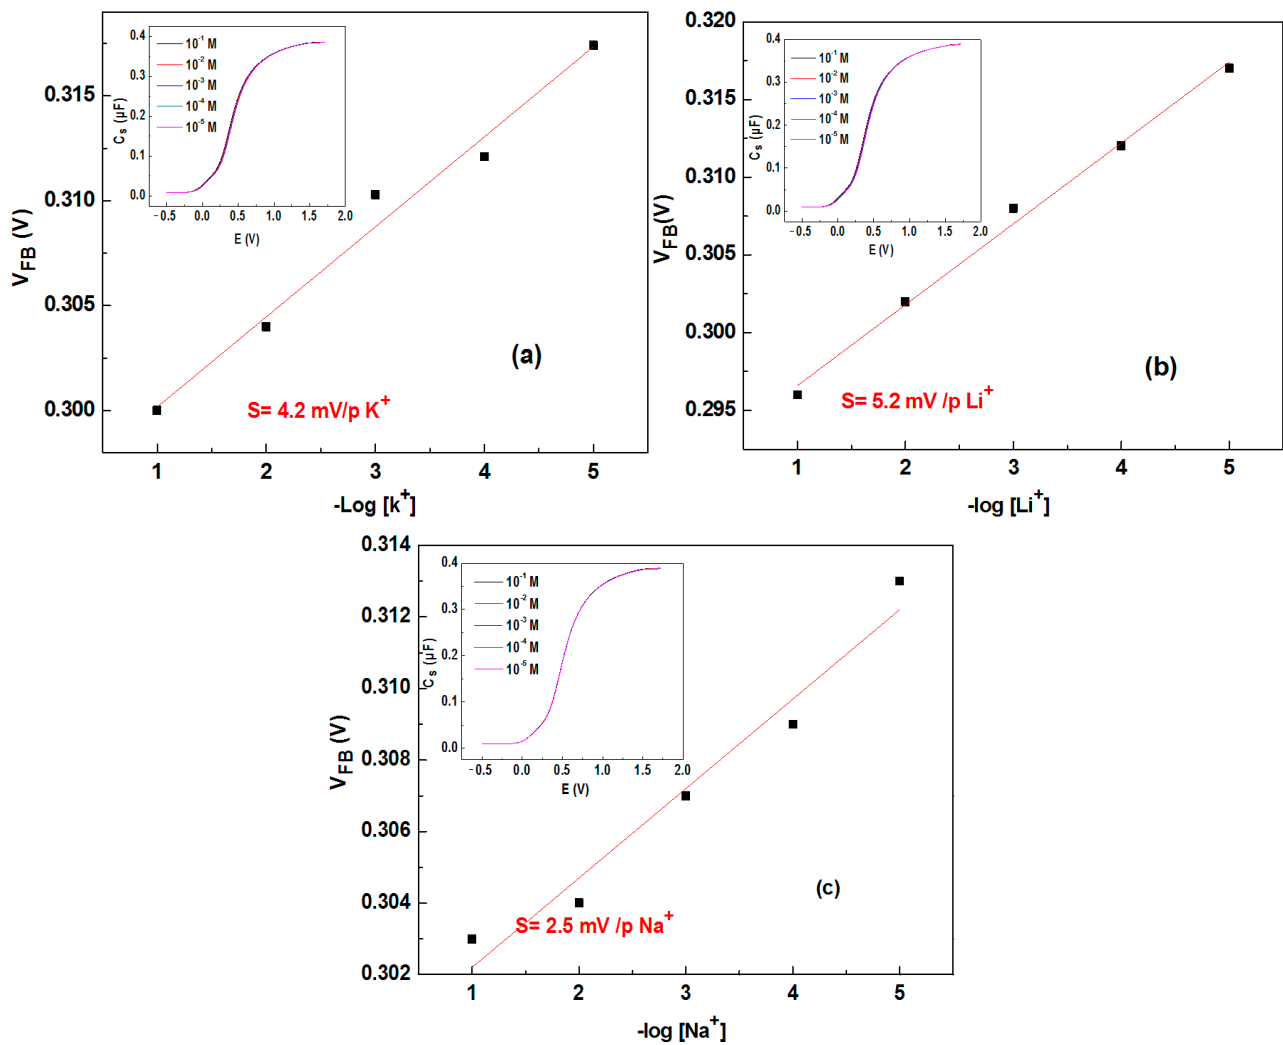 0.315
0.310
0.305
0.300
V_FB (V)
0.4
0.3
0.2
0.1
0.0
C_s (µF)
10^-1 M
10^-2 M
10^-3 M
10^-4 M
10^-5 M
−0.5 0.0 0.5 1.0 1.5 2.0
E (V)
(a)
S= 4.2 mV/p K^+
1 2 3 4 5
-Log [k^+]
0.320
0.315
0.310
0.305
0.300
0.295
V_FB(V)
0.4
0.3
0.2
0.1
0.0
C_s (µF)
10^-1 M
10^-2 M
10^-3 M
10^-4 M
10^-5 M
−0.5 0.0 0.5 1.0 1.5 2.0
E (V)
(b)
S= 5.2 mV /p Li^+
1 2 3 4 5
-log [Li^+]
0.314
0.312
0.310
0.308
0.306
0.304
0.302
V_FB (V)
0.4
0.3
0.2
0.1
0.0
C_s (µF)
10^-1 M
10^-2 M
10^-3 M
10^-4 M
10^-5 M
−0.5 0.0 0.5 1.0 1.5 2.0
E (V)
(c)
S= 2.5 mV /p Na^+
1 2 3 4 5
-log [Na^+]